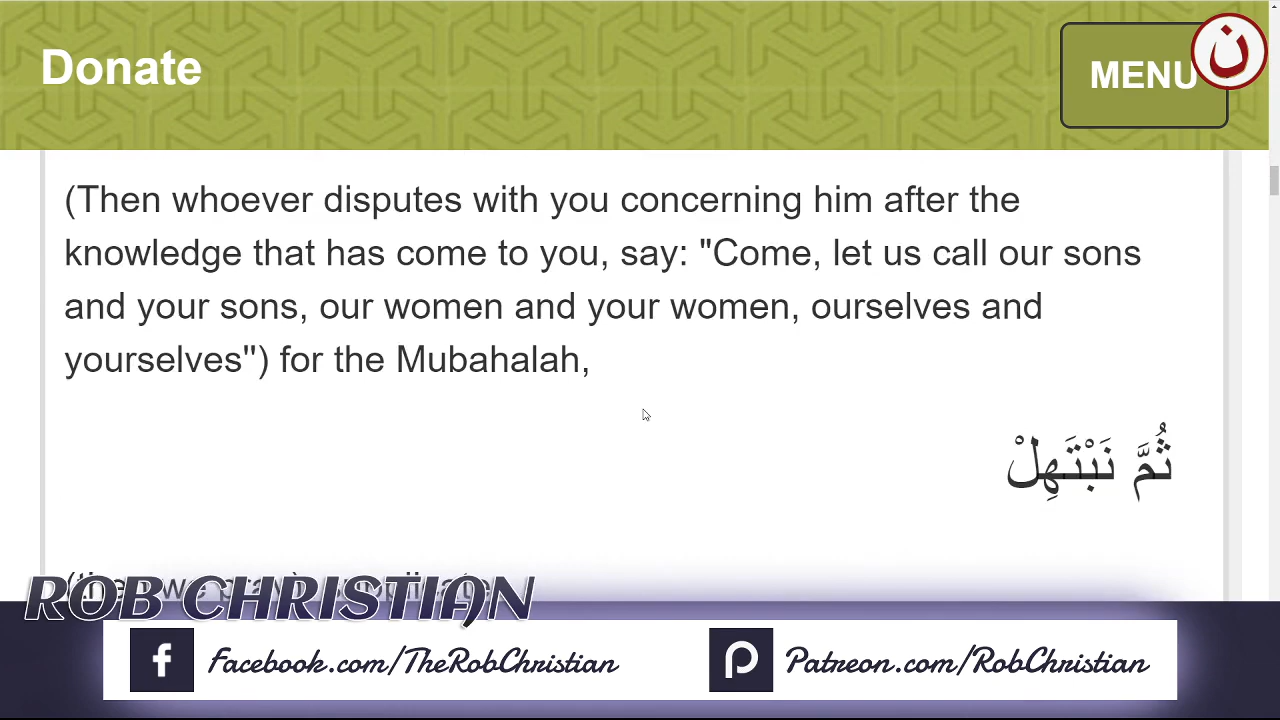 Donate
MENU
ن
(Then whoever disputes with you concerning him after the
knowledge that has come to you, say: "Come, let us call our sons
and your sons, our women and your women, ourselves and
yourselves") for the Mubahalah,
ثُمَّ نَبْتَهِلْ
ROB CHRISTIAN
Facebook.com/TheRobChristian
Patreon.com/RobChristian